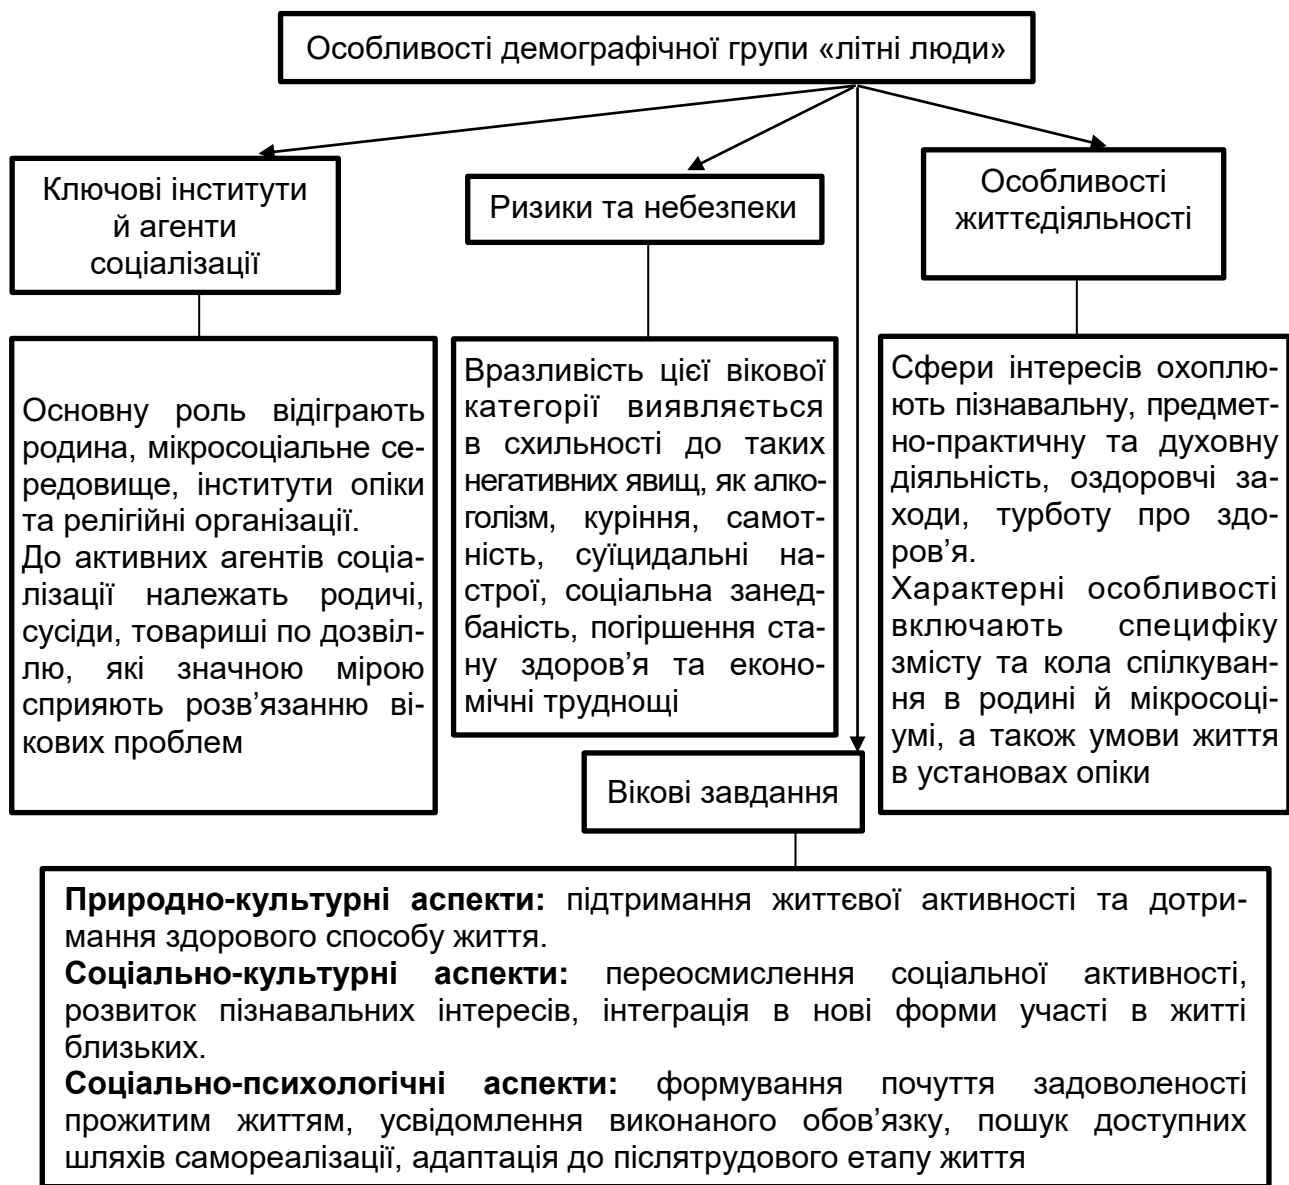 Особливості демографічної групи «літні люди»
Ключові інститути
й агенти
соціалізації
Ризики та небезпеки
Особливості
життєдіяльності
Основну роль відіграють
родина, мікросоціальне се-
редовище, інститути опіки
та релігійні організації.
До активних агентів соціа-
лізації належать родичі,
сусіди, товариші по дозвіл-
лю, які значною мірою
сприяють розв’язанню ві-
кових проблем
Вразливість цієї вікової
категорії виявляється
в схильності до таких
негативних явищ, як алко-
голізм, куріння, самот-
ність, суїцидальні на-
строї, соціальна занед-
баність, погіршення ста-
ну здоров’я та еконо-
мічні труднощі
Сфери інтересів охоплю-
ють пізнавальну, предмет-
но-практичну та духовну
діяльність, оздоровчі за-
ходи, турботу про здо-
ров’я.
Характерні особливості
включають специфіку
змісту та кола спілкуван-
ня в родині й мікросоці-
умі, а також умови життя
в установах опіки
Вікові завдання
Природно-культурні аспекти: підтримання життєвої активності та дотри-
мання здорового способу життя.
Соціально-культурні аспекти: переосмислення соціальної активності,
розвиток пізнавальних інтересів, інтеграція в нові форми участі в житті
близьких.
Соціально-психологічні аспекти: формування почуття задоволеності
прожитим життям, усвідомлення виконаного обов’язку, пошук доступних
шляхів самореалізації, адаптація до післятрудового етапу життя